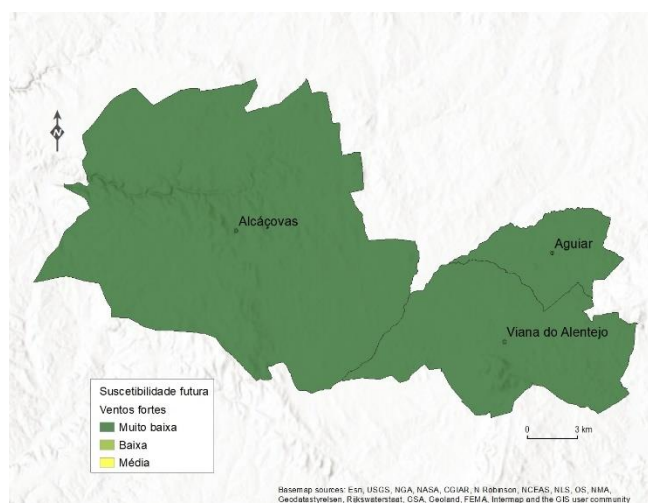 N
Alcáçovas
Aguiar
Viana do Alentejo
Suscetibilidade futura
Ventos fortes
Muito baixa
Baixa
Média
0 3 km
Basemap sources: Esri, USGS, NGA, NASA, CGIAR, N Robinson, NCEAS, NLS, OS, NMA,
Geodatastyrelsen, Rijkswaterstaat, GSA, Geoland, FEMA, Intermap and the GIS user community